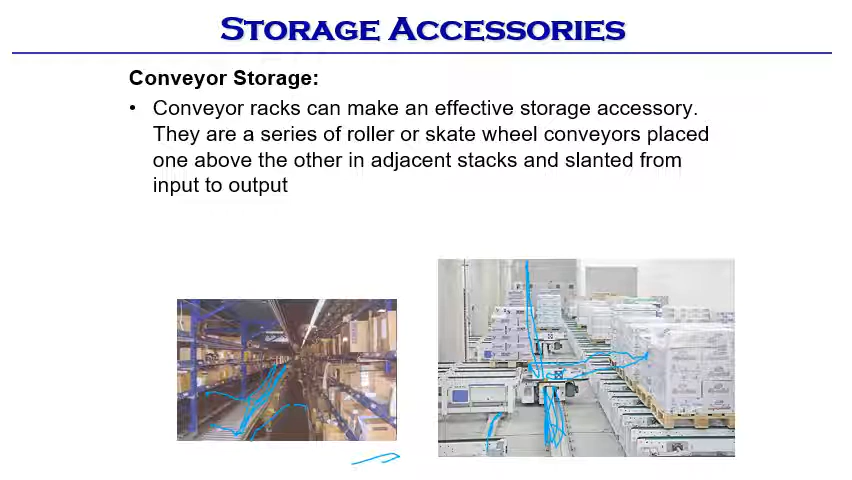 STORAGE ACCESSORIES
Conveyor Storage:
• Conveyor racks can make an effective storage accessory.
They are a series of roller or skate wheel conveyors placed
one above the other in adjacent stacks and slanted from
input to output